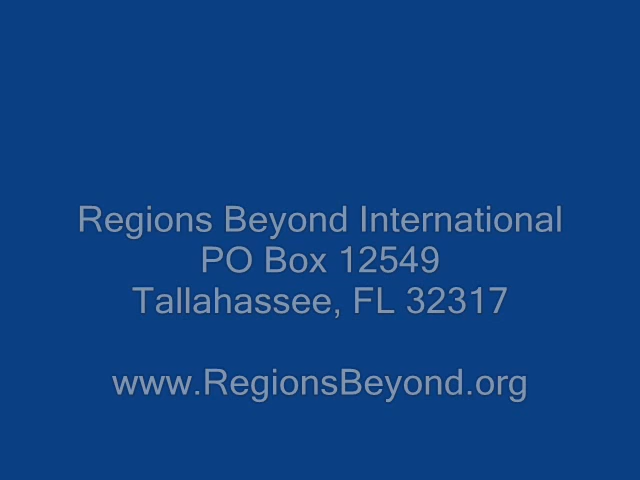 Regions Beyond International
PO Box 12549
Tallahassee, FL 32317
www.RegionsBeyond.org